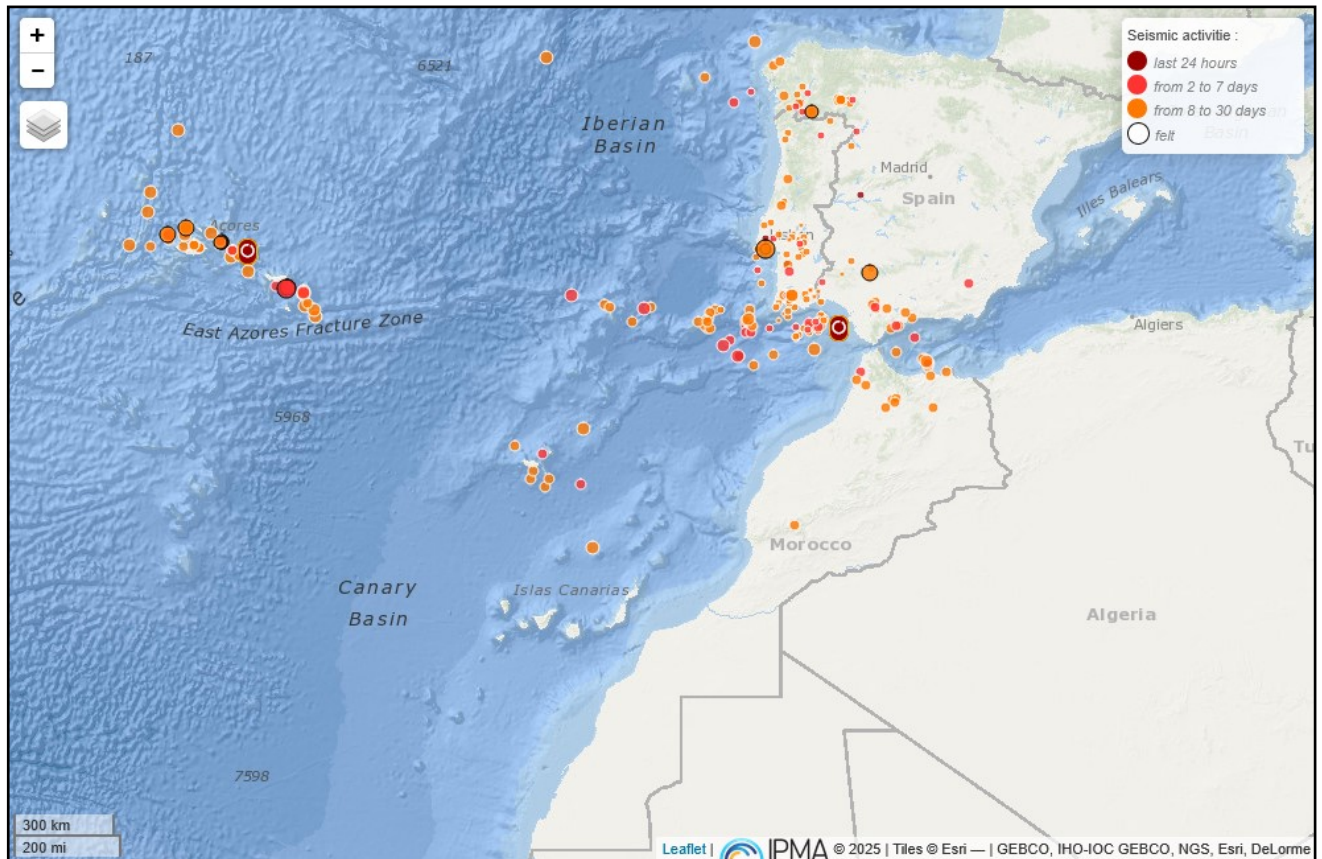 +
−
187
6521
Seismic activitie :
last 24 hours
from 2 to 7 days
from 8 to 30 days
felt
Iberian
Basin
Madrid
Spain
Illes Balears
Açores
East Azores Fracture Zone
Algiers
5968
Morocco
Islas Canarias
Canary
Basin
Algeria
Tu
7598
300 km
200 mi
Leaflet | IPMA © 2025 | Tiles © Esri — | GEBCO, IHO-IOC GEBCO, NGS, Esri, DeLorme